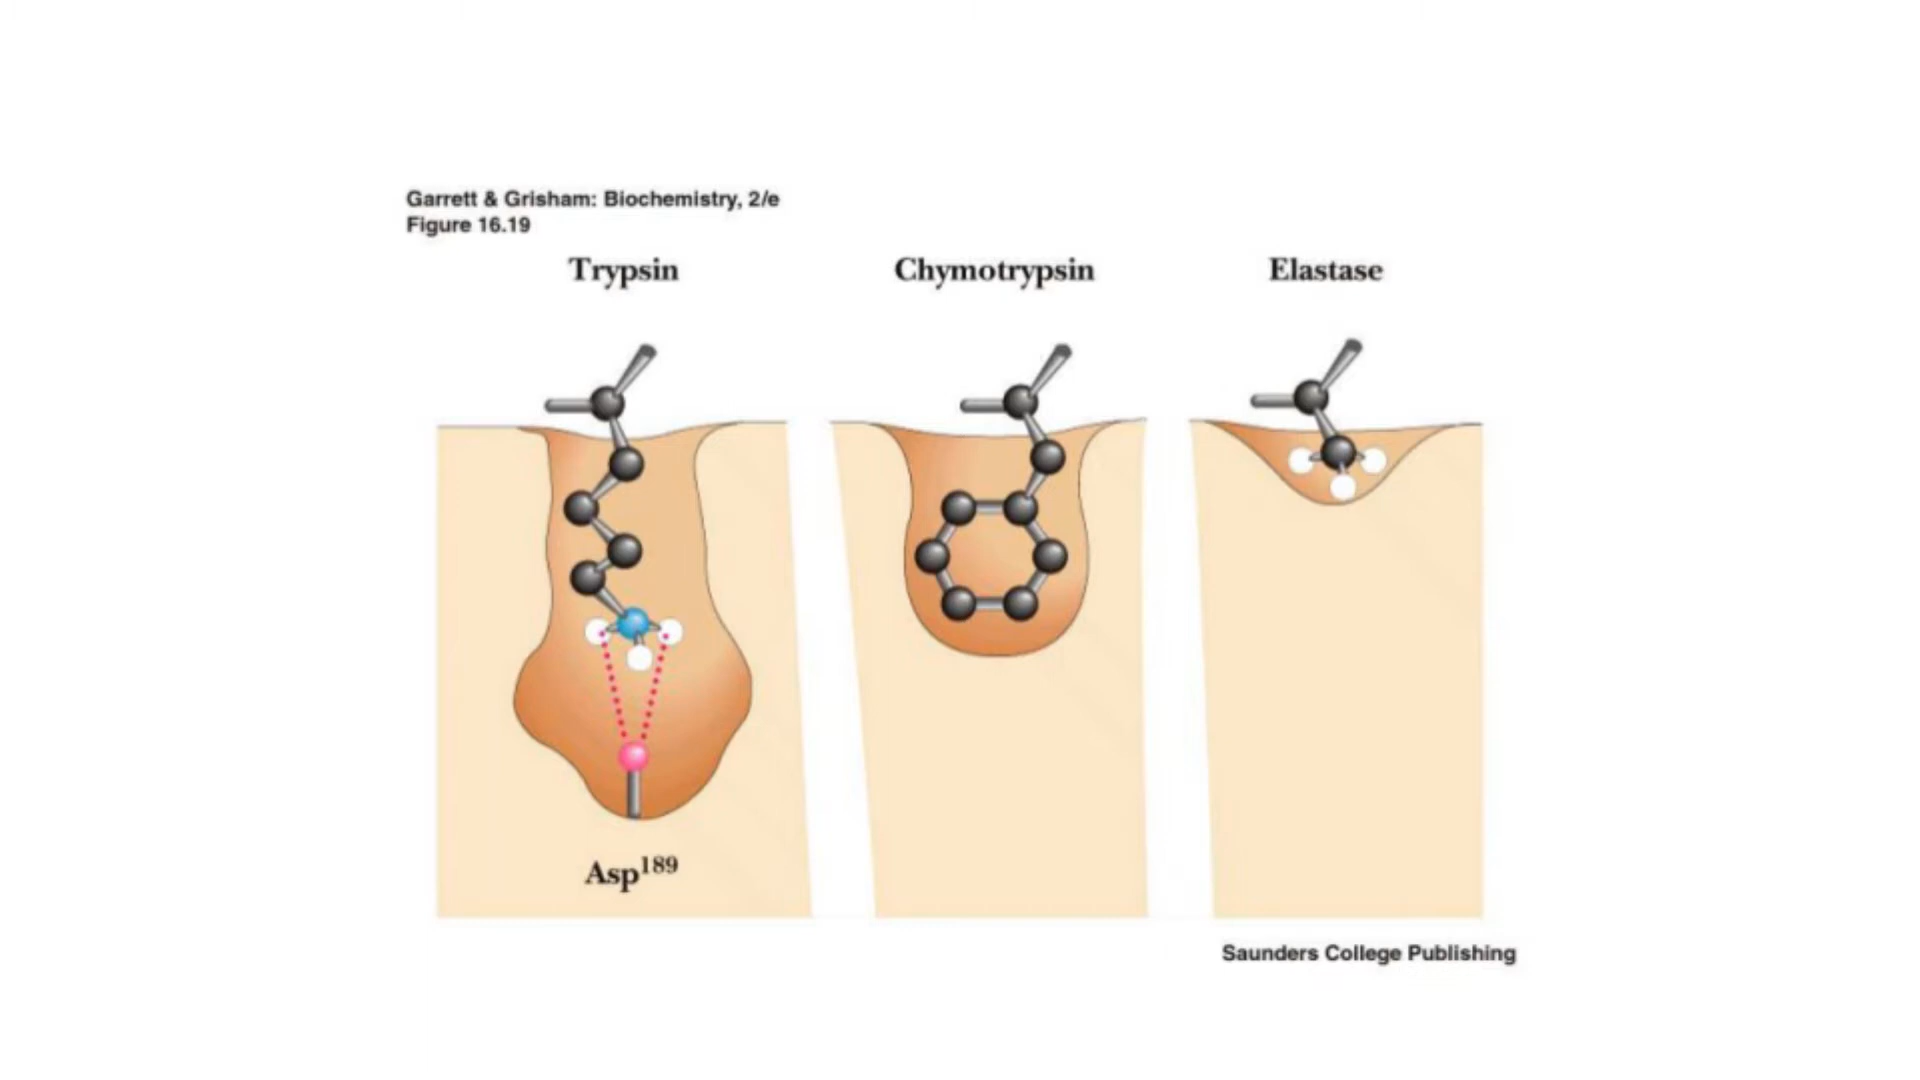 Garrett & Grisham: Biochemistry, 2/e
Figure 16.19
Trypsin
Chymotrypsin
Elastase
Asp¹⁸⁹
Saunders College Publishing